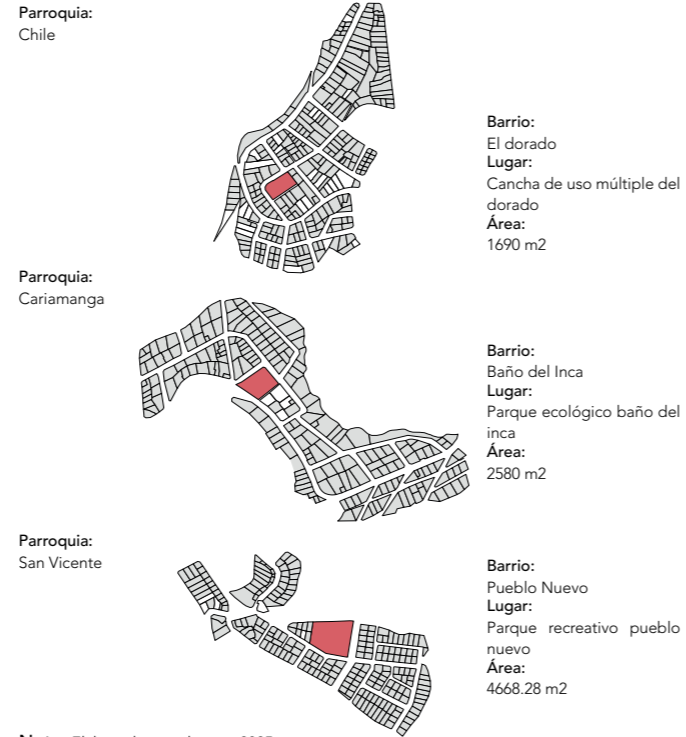 Parroquia:
Chile
Barrio:
El dorado
Lugar:
Cancha de uso múltiple del
dorado
Área:
1690 m2
Parroquia:
Cariamanga
Barrio:
Baño del Inca
Lugar:
Parque ecológico baño del
inca
Área:
2580 m2
Parroquia:
San Vicente
Barrio:
Pueblo Nuevo
Lugar:
Parque recreativo pueblo
nuevo
Área:
4668.28 m2